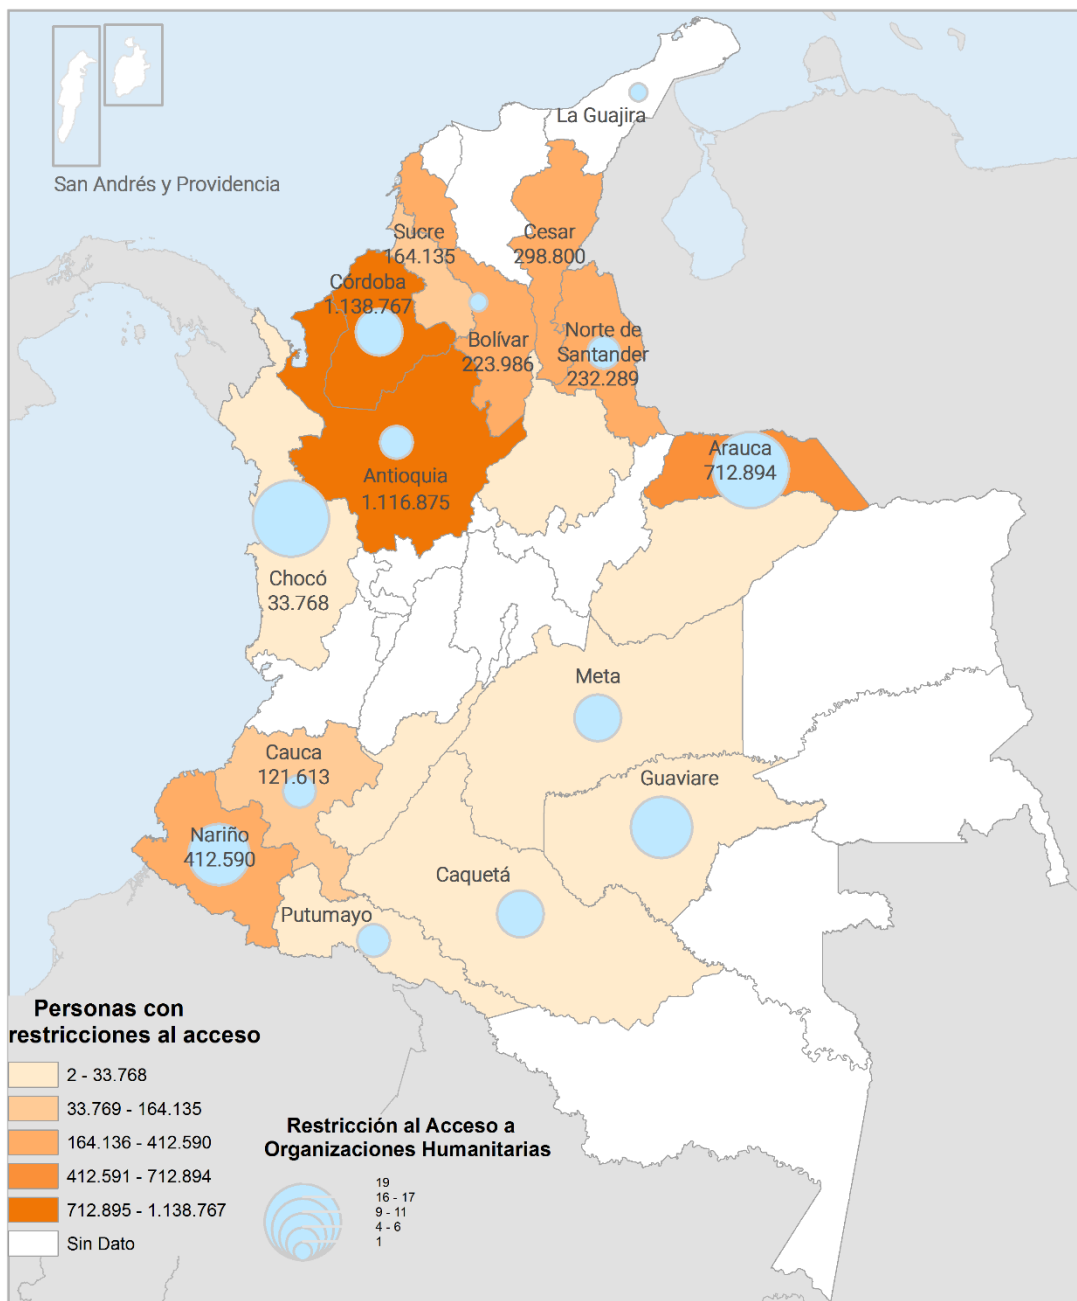 La Guajira
San Andrés y Providencia
Sucre
164.135
Cesar
298.800
Córdoba
1.138.767
Bolívar
223.986
Norte de
Santander
232.289
Antioquia
1.116.875
Arauca
712.894
Chocó
33.768
Meta
Cauca
121.613
Guaviare
Nariño
412.590
Caquetá
Putumayo
Personas con
restricciones al acceso
2 - 33.768
33.769 - 164.135
164.136 - 412.590
412.591 - 712.894
712.895 - 1.138.767
Sin Dato
Restricción al Acceso a
Organizaciones Humanitarias
19
16 - 17
9 - 11
4 - 6
1